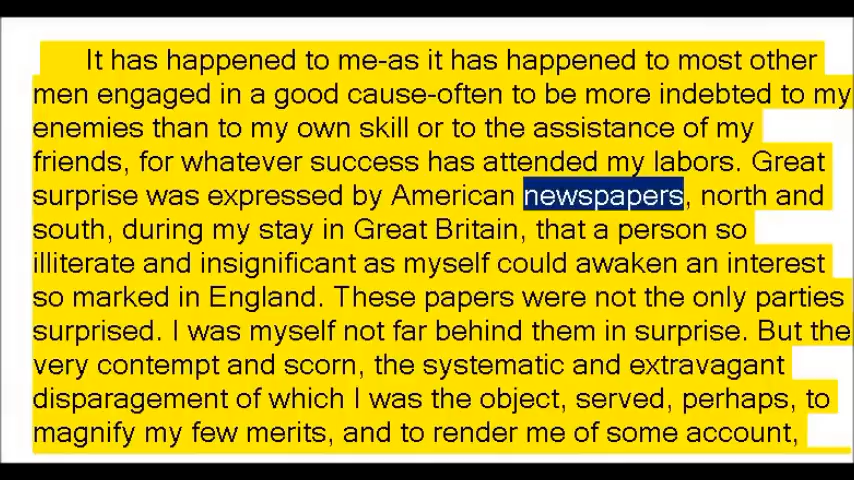 It has happened to me-as it has happened to most other
men engaged in a good cause-often to be more indebted to my
enemies than to my own skill or to the assistance of my
friends, for whatever success has attended my labors. Great
surprise was expressed by American newspapers, north and
south, during my stay in Great Britain, that a person so
illiterate and insignificant as myself could awaken an interest
so marked in England. These papers were not the only parties
surprised. I was myself not far behind them in surprise. But the
very contempt and scorn, the systematic and extravagant
disparagement of which I was the object, served, perhaps, to
magnify my few merits, and to render me of some account,